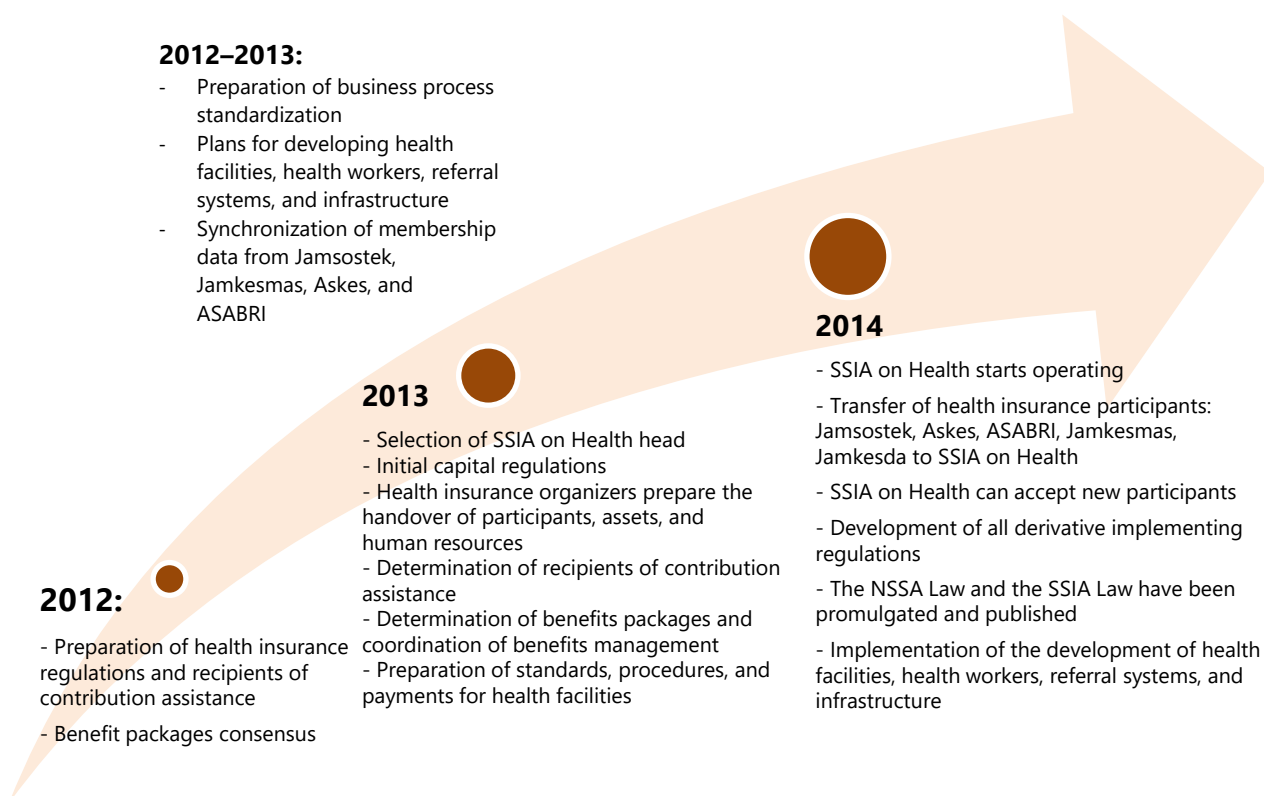 2012–2013:
- Preparation of business process
standardization
- Plans for developing health
facilities, health workers, referral
systems, and infrastructure
- Synchronization of membership
data from Jamsostek,
Jamkesmas, Askes, and
ASABRI
2012:
- Preparation of health insurance
regulations and recipients of
contribution assistance
- Benefit packages consensus
2013
- Selection of SSIA on Health head
- Initial capital regulations
- Health insurance organizers prepare the
handover of participants, assets, and
human resources
- Determination of recipients of contribution
assistance
- Determination of benefits packages and
coordination of benefits management
- Preparation of standards, procedures, and
payments for health facilities
2014
- SSIA on Health starts operating
- Transfer of health insurance participants:
Jamsostek, Askes, ASABRI, Jamkesmas,
Jamkesda to SSIA on Health
- SSIA on Health can accept new participants
- Development of all derivative implementing
regulations
- The NSSA Law and the SSIA Law have been
promulgated and published
- Implementation of the development of health
facilities, health workers, referral systems, and
infrastructure